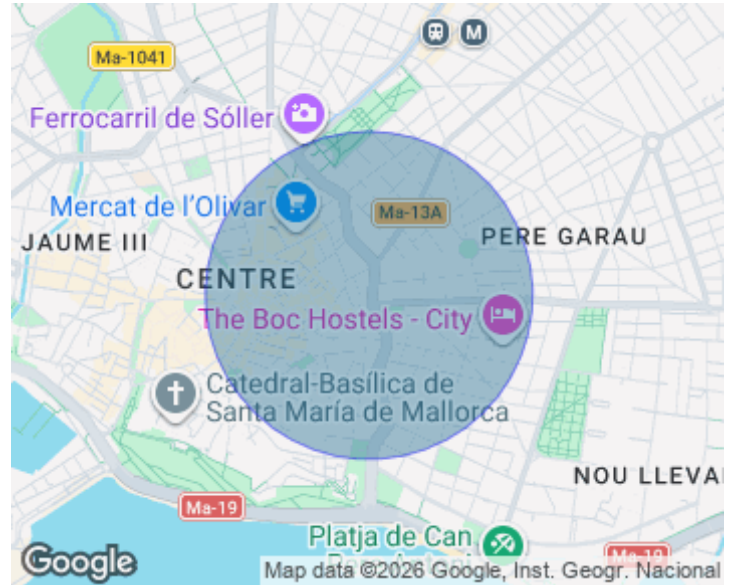 M
Ma-1041
Ferrocarril de Sóller
Mercat de l'Olivar
Ma-13A
JAUME III
PERE GARAU
CENTRE
The Boc Hostels - City
Catedral-Basílica de
Santa María de Mallorca
NOU LLEVA
Ma-19
Platja de Can
Ma-19
Google
Map data ©2026 Google, Inst. Geogr. Nacional